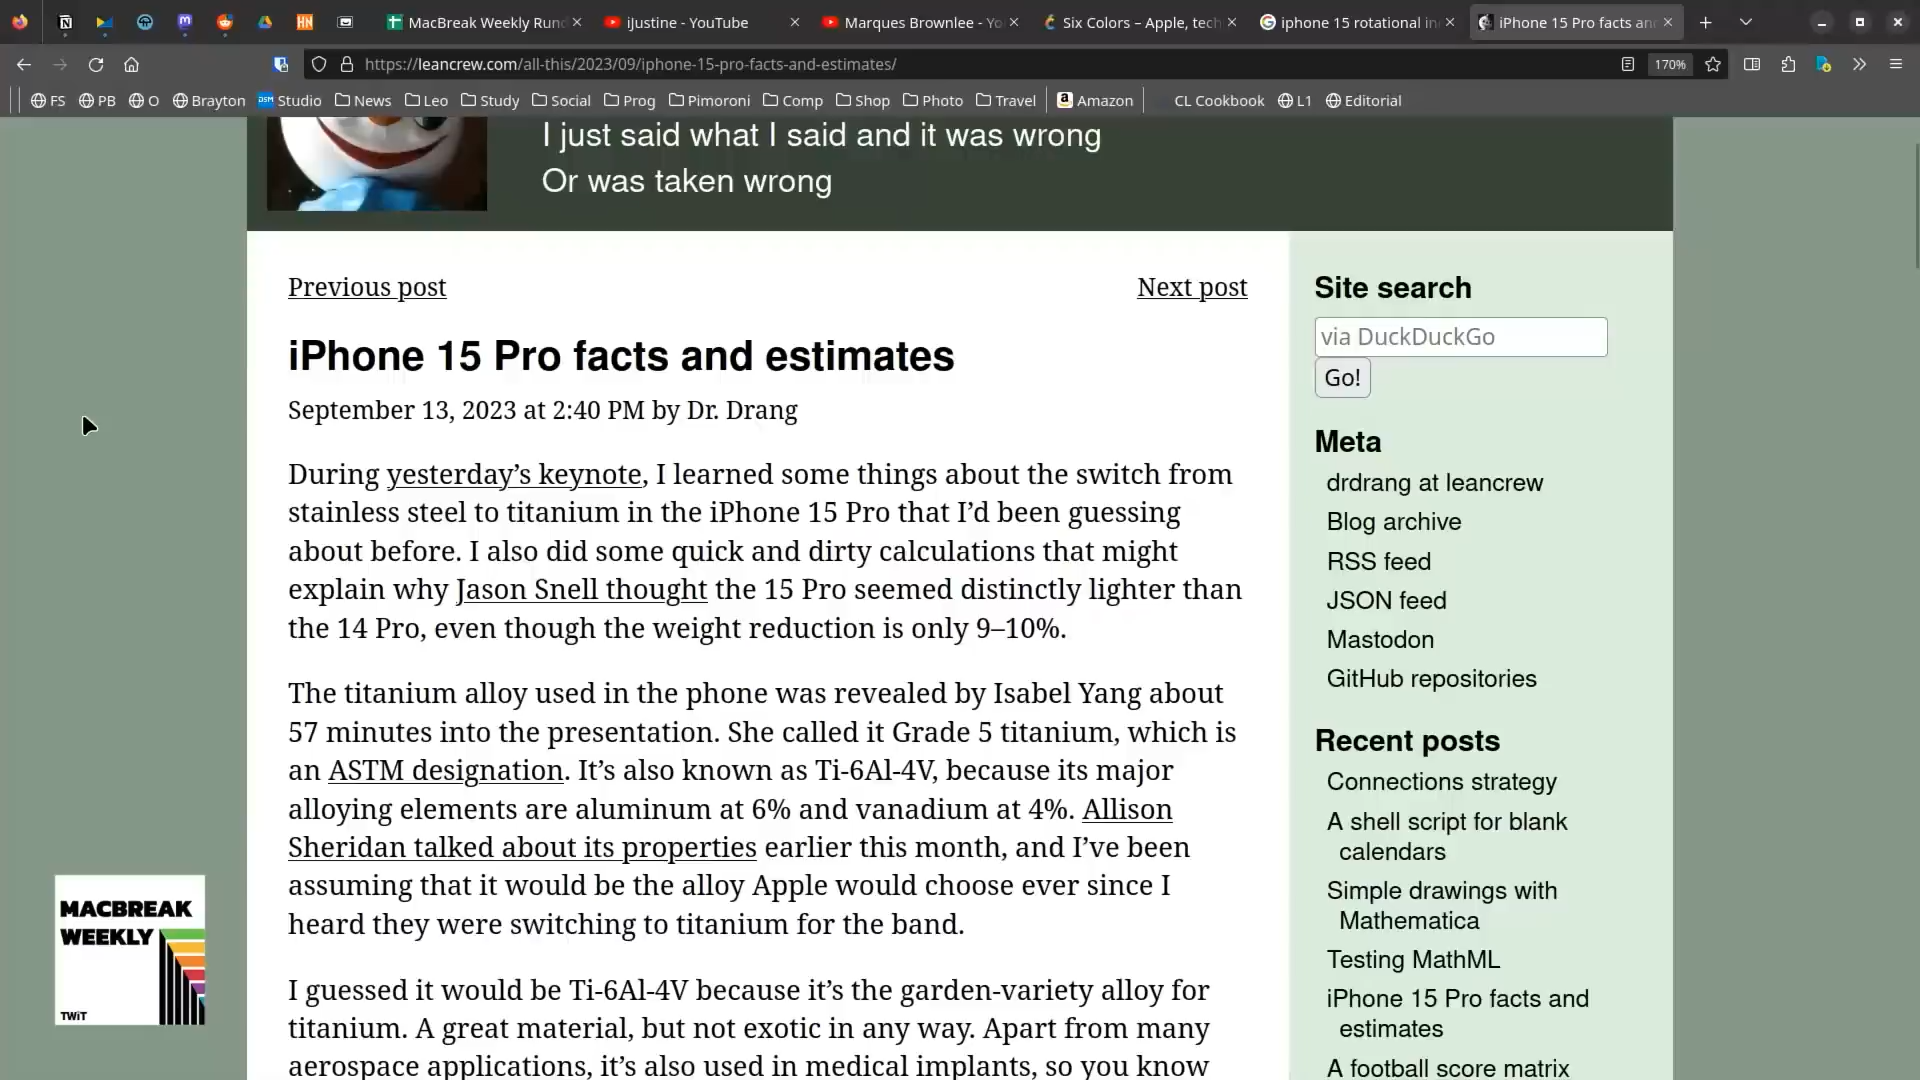 MacBreak Weekly Run
iJustine - YouTube
Marques Brownlee - Yo
Six Colors – Apple, tech
iphone 15 rotational in
iPhone 15 Pro facts an
https://leancrew.com/all-this/2023/09/iphone-15-pro-facts-and-estimates/
170%
FS PB O Brayton DSM Studio News Leo Study Social Prog Pimoroni Comp Shop Photo Travel Amazon CL Cookbook L1 Editorial
I just said what I said and it was wrong
Or was taken wrong
Previous post
Next post
iPhone 15 Pro facts and estimates
September 13, 2023 at 2:40 PM by Dr. Drang
During yesterday’s keynote, I learned some things about the switch from
stainless steel to titanium in the iPhone 15 Pro that I’d been guessing
about before. I also did some quick and dirty calculations that might
explain why Jason Snell thought the 15 Pro seemed distinctly lighter than
the 14 Pro, even though the weight reduction is only 9–10%.
The titanium alloy used in the phone was revealed by Isabel Yang about
57 minutes into the presentation. She called it Grade 5 titanium, which is
an ASTM designation. It’s also known as Ti-6Al-4V, because its major
alloying elements are aluminum at 6% and vanadium at 4%. Allison
Sheridan talked about its properties earlier this month, and I’ve been
assuming that it would be the alloy Apple would choose ever since I
heard they were switching to titanium for the band.
I guessed it would be Ti-6Al-4V because it’s the garden-variety alloy for
titanium. A great material, but not exotic in any way. Apart from many
aerospace applications, it’s also used in medical implants, so you know
Site search
via DuckDuckGo
Go!
Meta
drdrang at leancrew
Blog archive
RSS feed
JSON feed
Mastodon
GitHub repositories
Recent posts
Connections strategy
A shell script for blank
calendars
Simple drawings with
Mathematica
Testing MathML
iPhone 15 Pro facts and
estimates
A football score matrix
MACBREAK
WEEKLY
TWiT